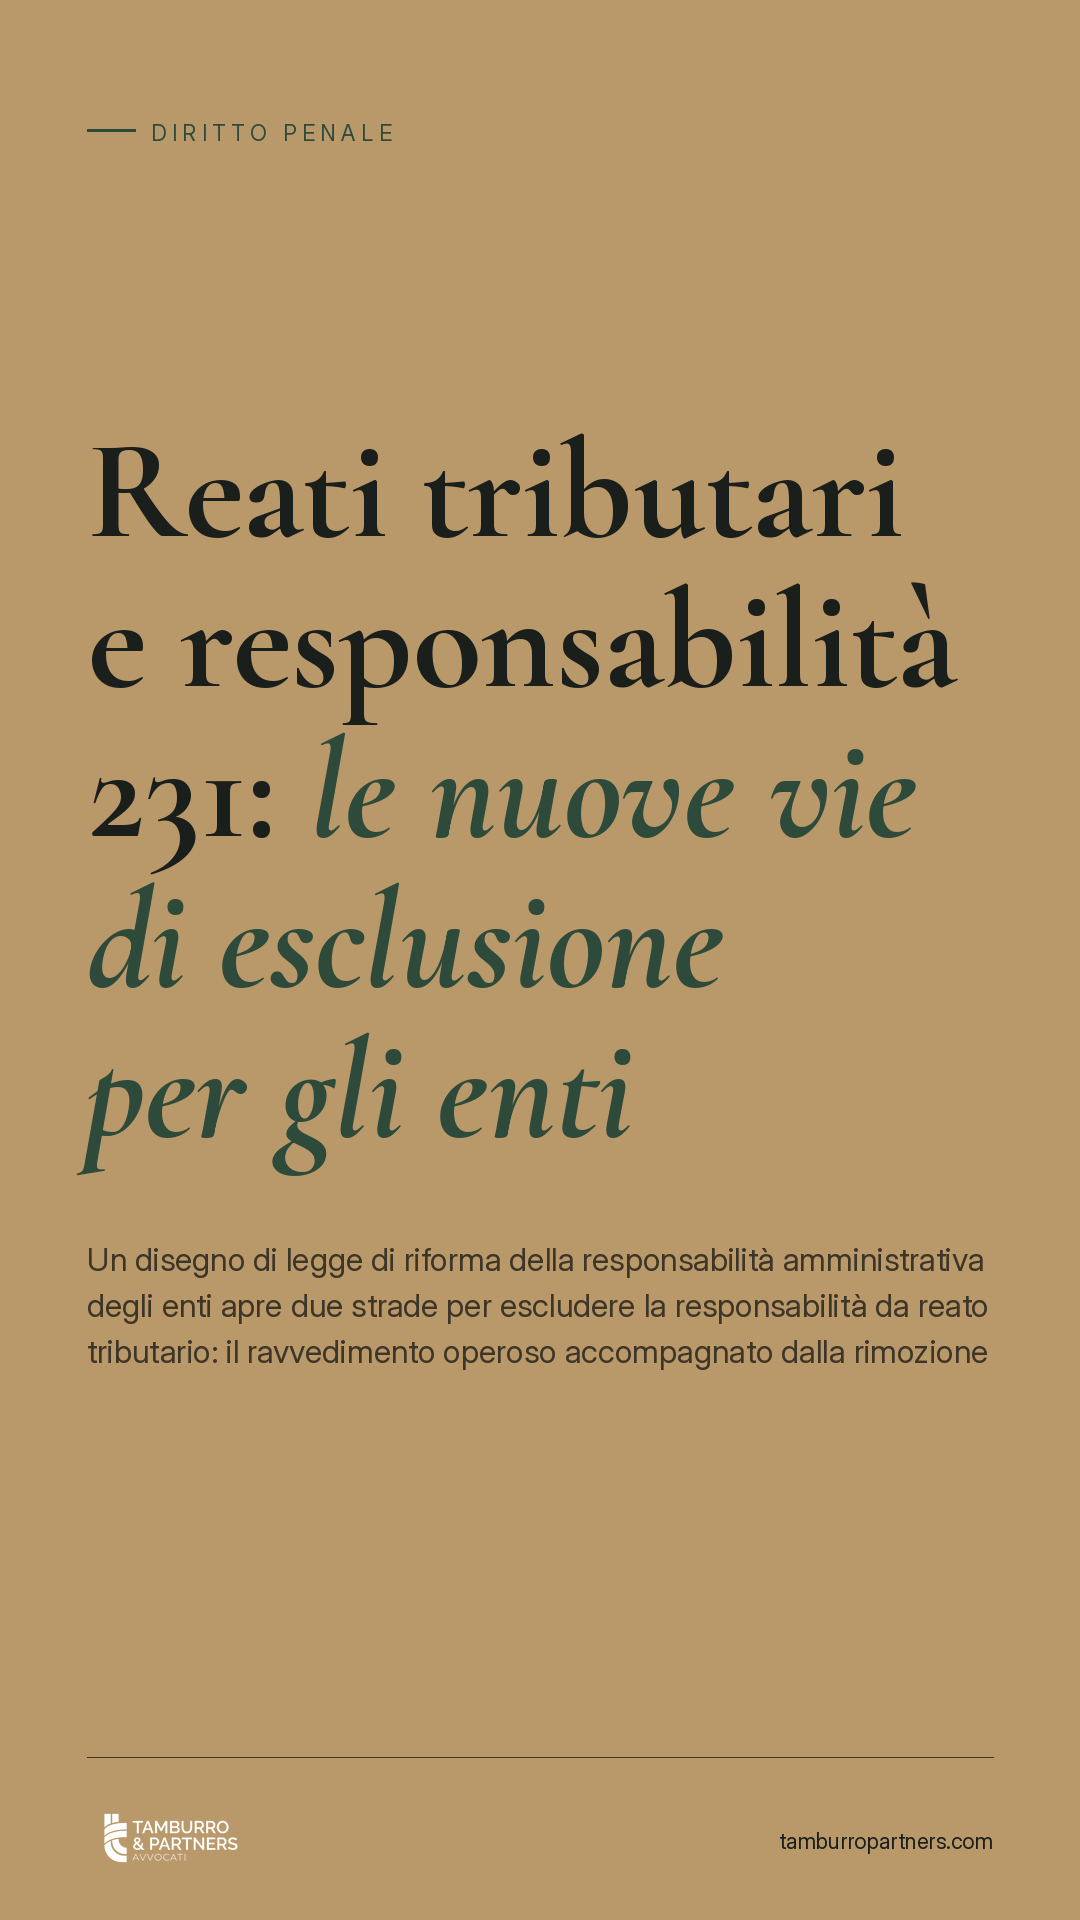 DIRITTO PENALE
Reati tributari
e responsabilità
231: le nuove vie
di esclusione
per gli enti
Un disegno di legge di riforma della responsabilità amministrativa
degli enti apre due strade per escludere la responsabilità da reato
tributario: il ravvedimento operoso accompagnato dalla rimozione
TAMBURRO
& PARTNERS
AVVOCATI
tamburropartners.com